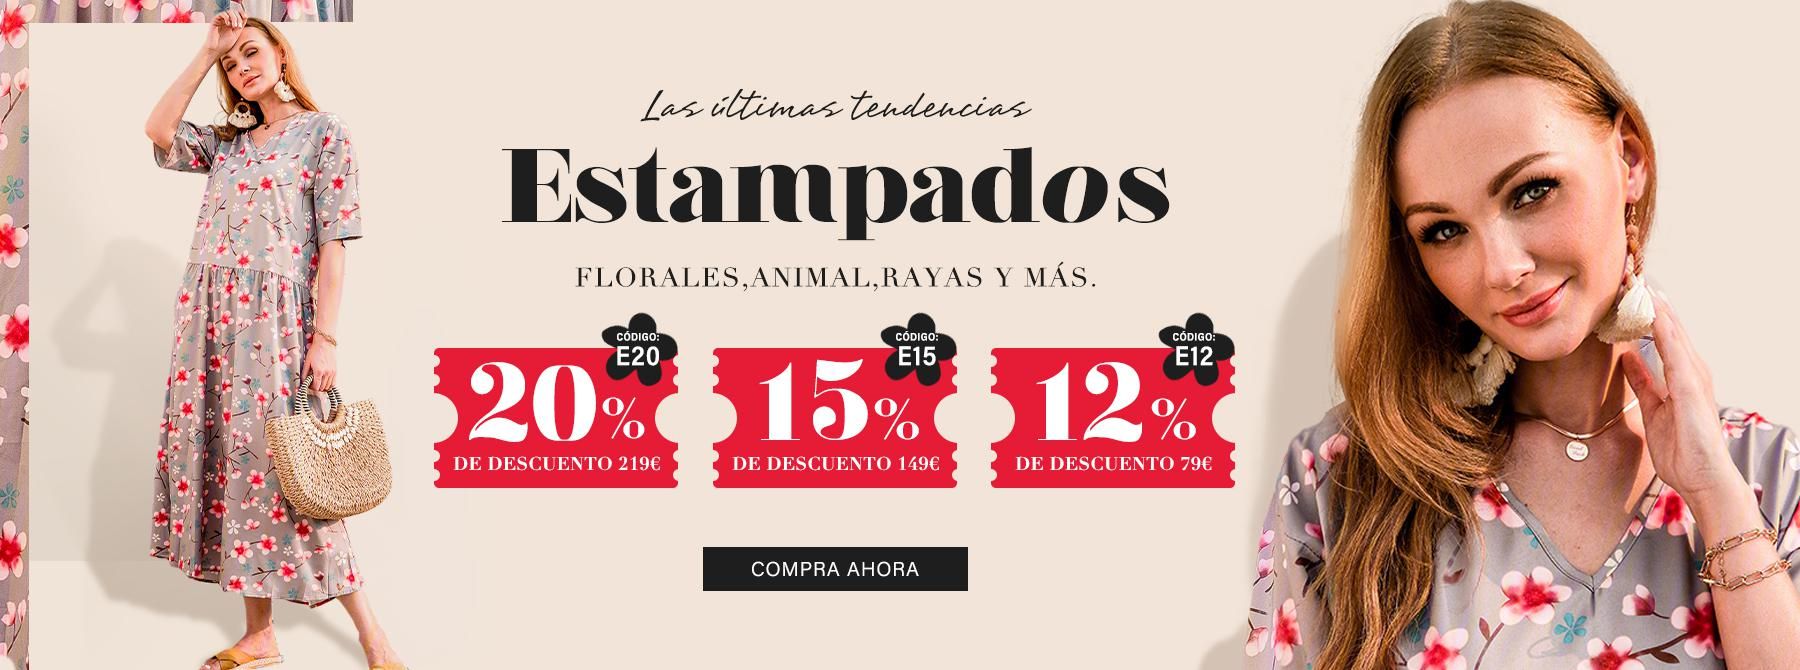 Las últimas tendencias
Estampados
FLORALES,ANIMAL,RAYAS Y MÁS.
CÓDIGO:
E20
20%
DE DESCUENTO 219€
CÓDIGO:
E15
15%
DE DESCUENTO 149€
CÓDIGO:
E12
12%
DE DESCUENTO 79€
COMPRA AHORA